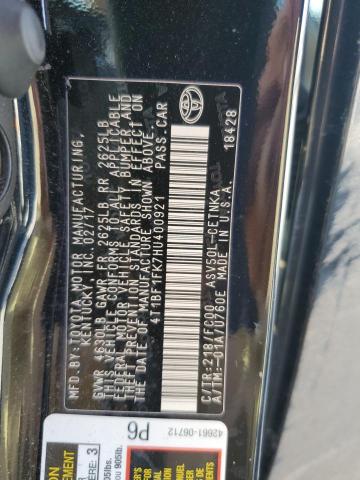 MFD.BY:TOYOTA MOTOR MANUFACTURING,
KENTUCKY, INC. 02/17
GVWR 4630LB GAWR FR 2625LB RR 2625LB
THIS VEHICLE CONFORMS TO ALL APPLICABLE
FEDERAL MOTOR VEHICLE SAFETY, BUMPER, AND
THEFT PREVENTION STANDARDS IN EFFECT ON
THE DATE OF MANUFACTURE SHOWN ABOVE.
4T1BF1FK7HU400921 PASS.CAR
C/TR:218/FC00 ASV50L-CETNKA
A/TM:-01A/U760E MADE IN U.S.A.
18428
TOYOTA
42661-06712
P6